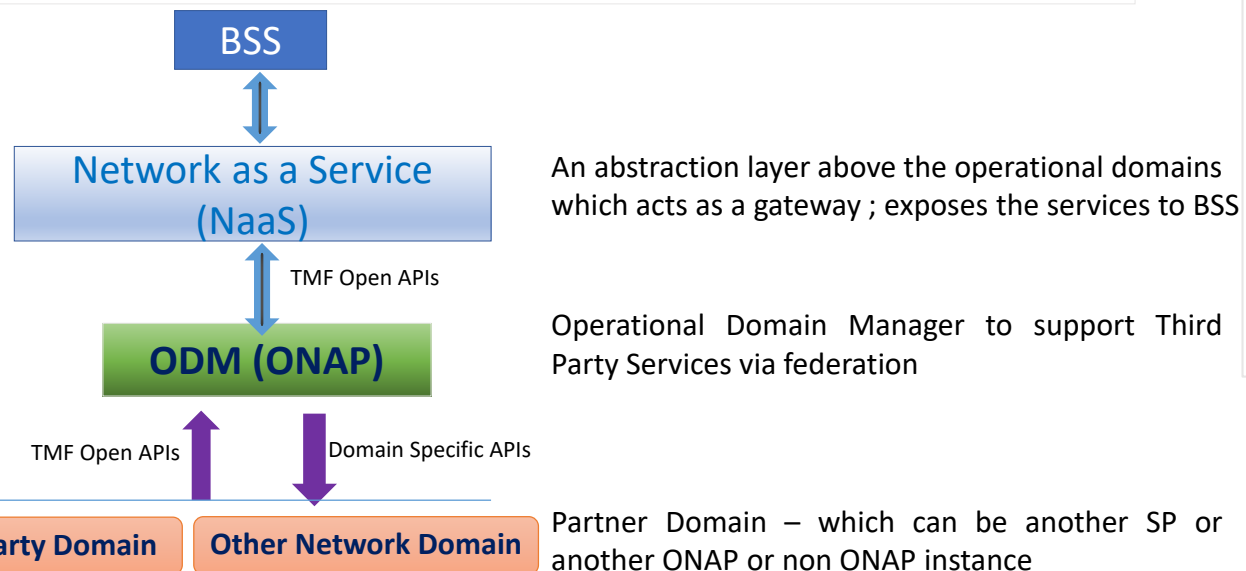 BSS
Network as a Service
(NaaS)
An abstraction layer above the operational domains
which acts as a gateway ; exposes the services to BSS
TMF Open APIs
ODM (ONAP)
Operational Domain Manager to support Third
Party Services via federation
TMF Open APIs
Domain Specific APIs
arty Domain
Other Network Domain
Partner Domain – which can be another SP or
another ONAP or non ONAP instance